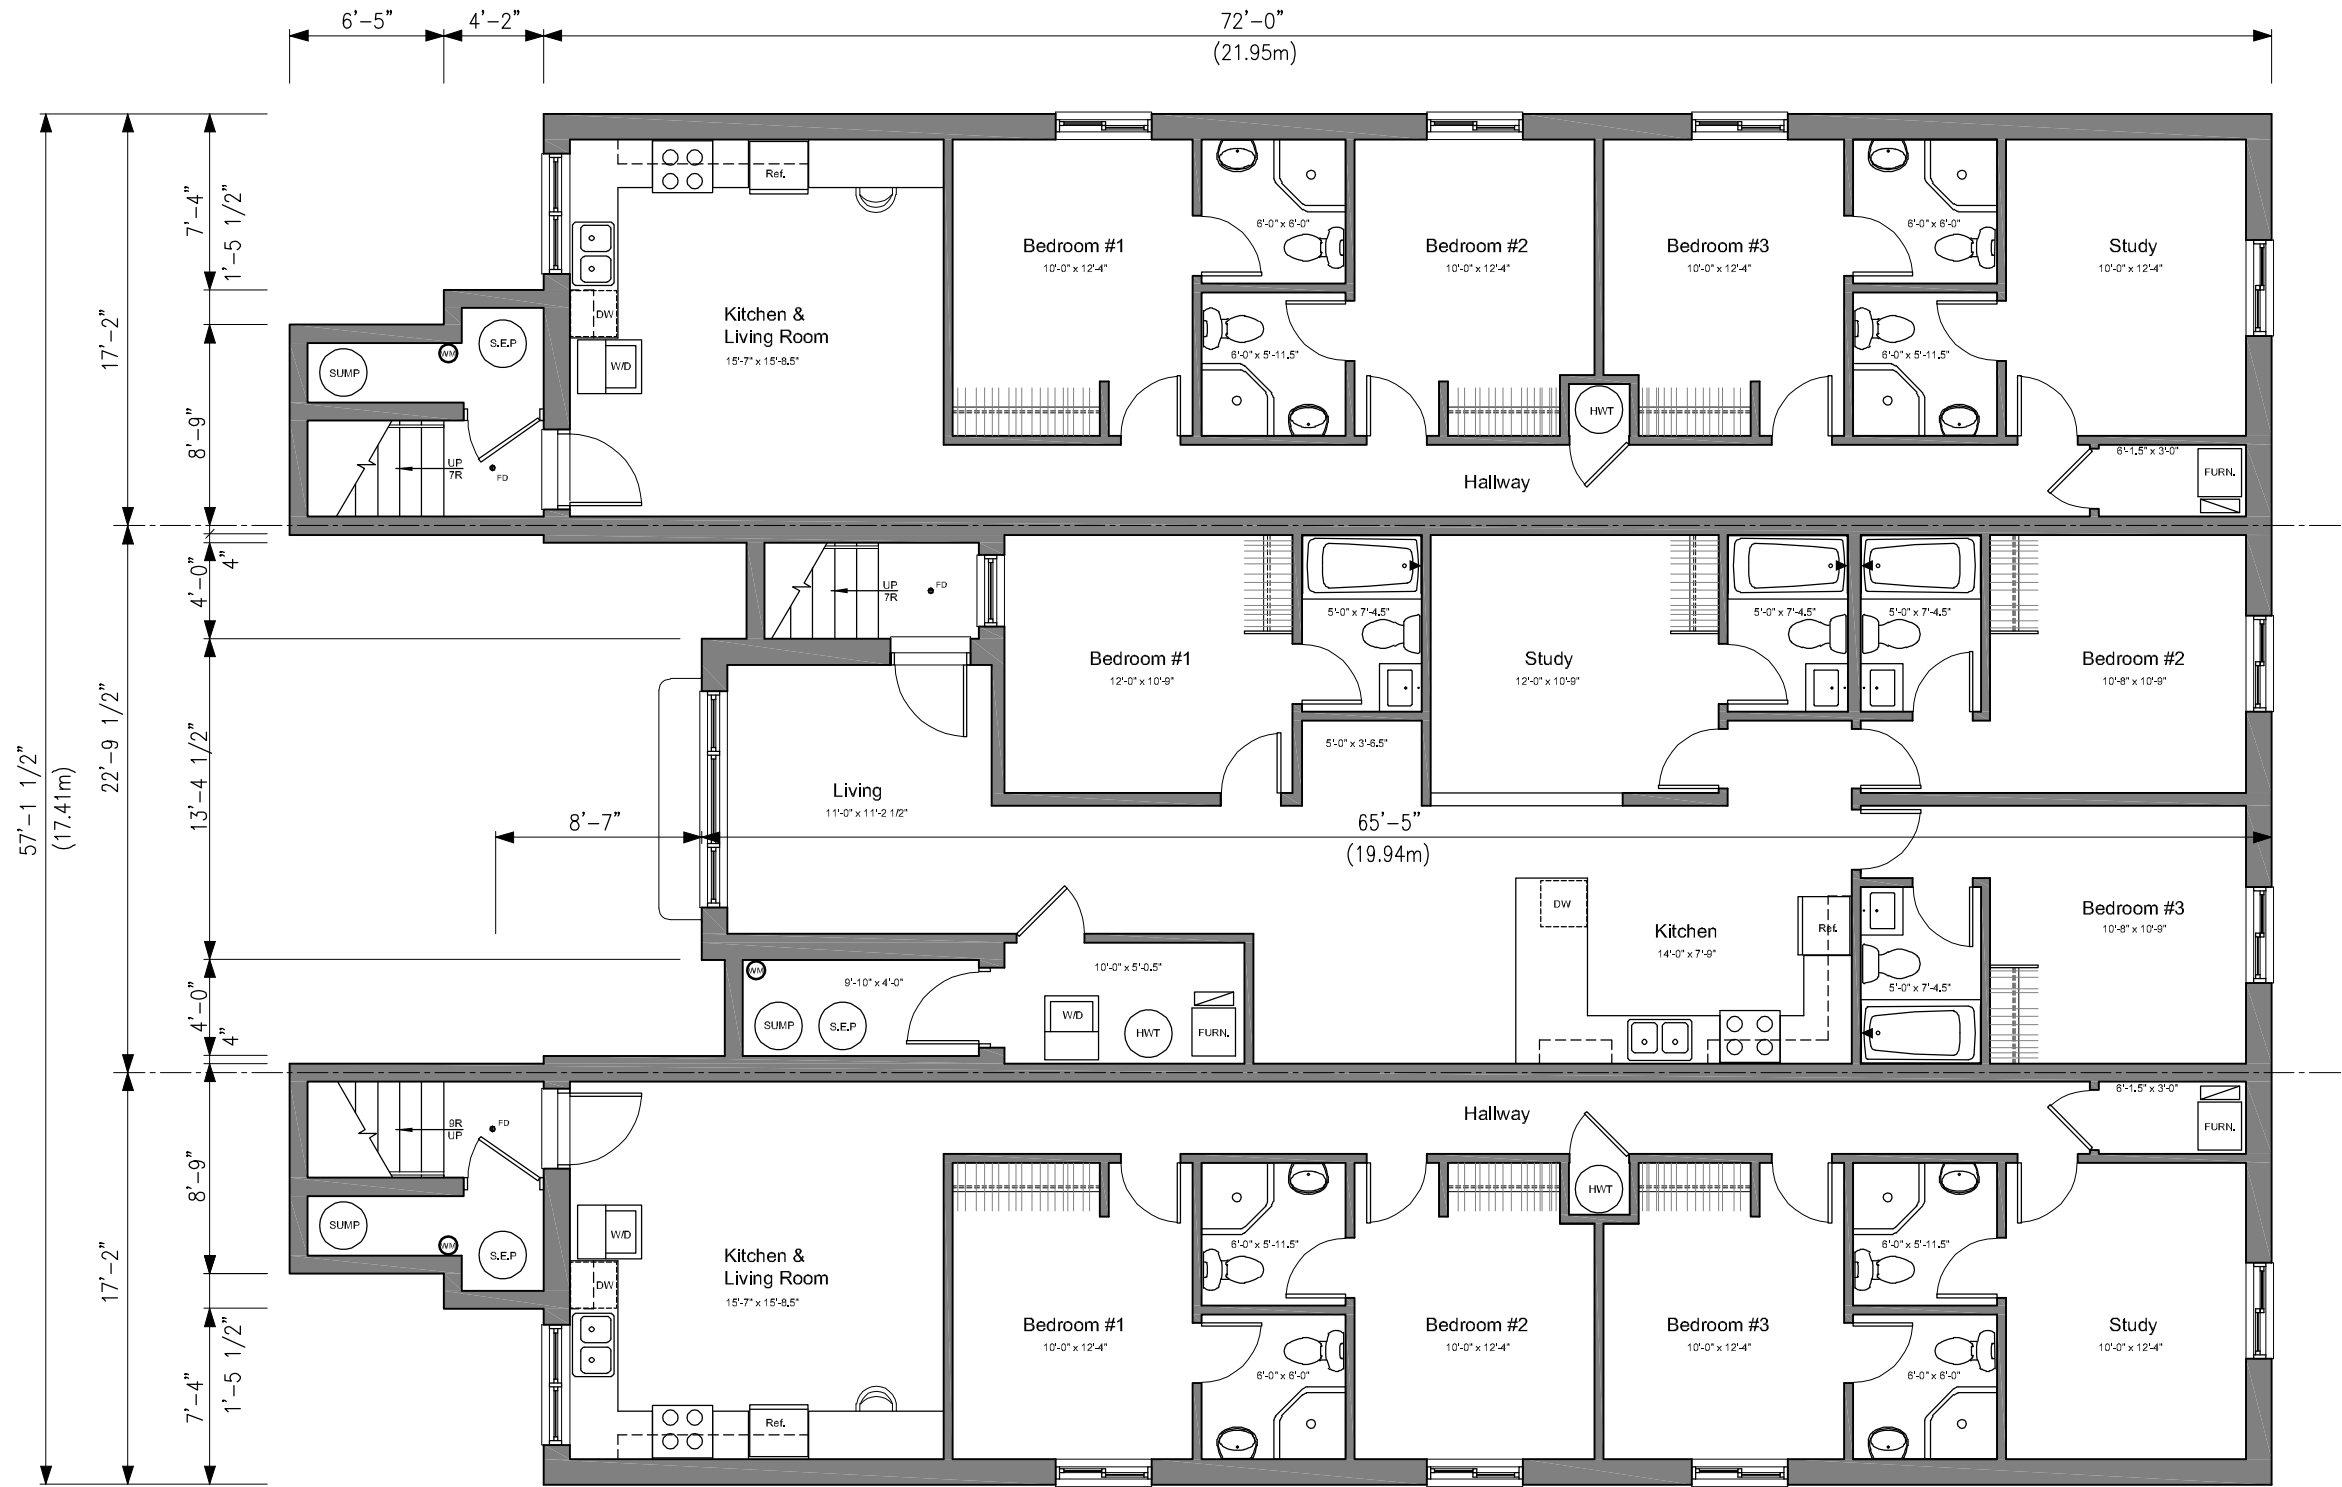 6'-5"
4'-2"
72'-0"
(21.95m)
57'-1 1/2"
(17.41m)
17'-2"
22'-9 1/2"
17'-2"
7'-4"
1'-5 1/2"
8'-9"
4"
4'-0"
13'-4 1/2"
4'-0"
4"
8'-9"
1'-5 1/2"
7'-4"
Ref.
DW
W/D
Kitchen &
Living Room
15'-7" x 15'-8.5"
S.E.P
WM
SUMP
UP
7R
FD
Bedroom #1
10'-0" x 12'-4"
6'-0" x 6'-0"
6'-0" x 5'-11.5"
Bedroom #2
10'-0" x 12'-4"
HWT
Bedroom #3
10'-0" x 12'-4"
6'-0" x 6'-0"
6'-0" x 5'-11.5"
Study
10'-0" x 12'-4"
Hallway
6'-1.5" x 3'-0"
FURN.
UP
7R
FD
Bedroom #1
12'-0" x 10'-9"
5'-0" x 7'-4.5"
5'-0" x 3'-6.5"
Study
12'-0" x 10'-9"
5'-0" x 7'-4.5"
5'-0" x 7'-4.5"
Bedroom #2
10'-8" x 10'-9"
Living
11'-0" x 11'-2 1/2"
8'-7"
65'-5"
(19.94m)
DW
Kitchen
14'-0" x 7'-9"
Ref.
Bedroom #3
10'-8" x 10'-9"
5'-0" x 7'-4.5"
WM
9'-10" x 4'-0"
SUMP
S.E.P
10'-0" x 5'-0.5"
W/D
HWT
FURN.
Hallway
6'-1.5" x 3'-0"
FURN.
9R
UP
FD
SUMP
WM
S.E.P
W/D
DW
Kitchen &
Living Room
15'-7" x 15'-8.5"
Ref.
Bedroom #1
10'-0" x 12'-4"
6'-0" x 5'-11.5"
6'-0" x 6'-0"
Bedroom #2
10'-0" x 12'-4"
HWT
Bedroom #3
10'-0" x 12'-4"
6'-0" x 5'-11.5"
6'-0" x 6'-0"
Study
10'-0" x 12'-4"